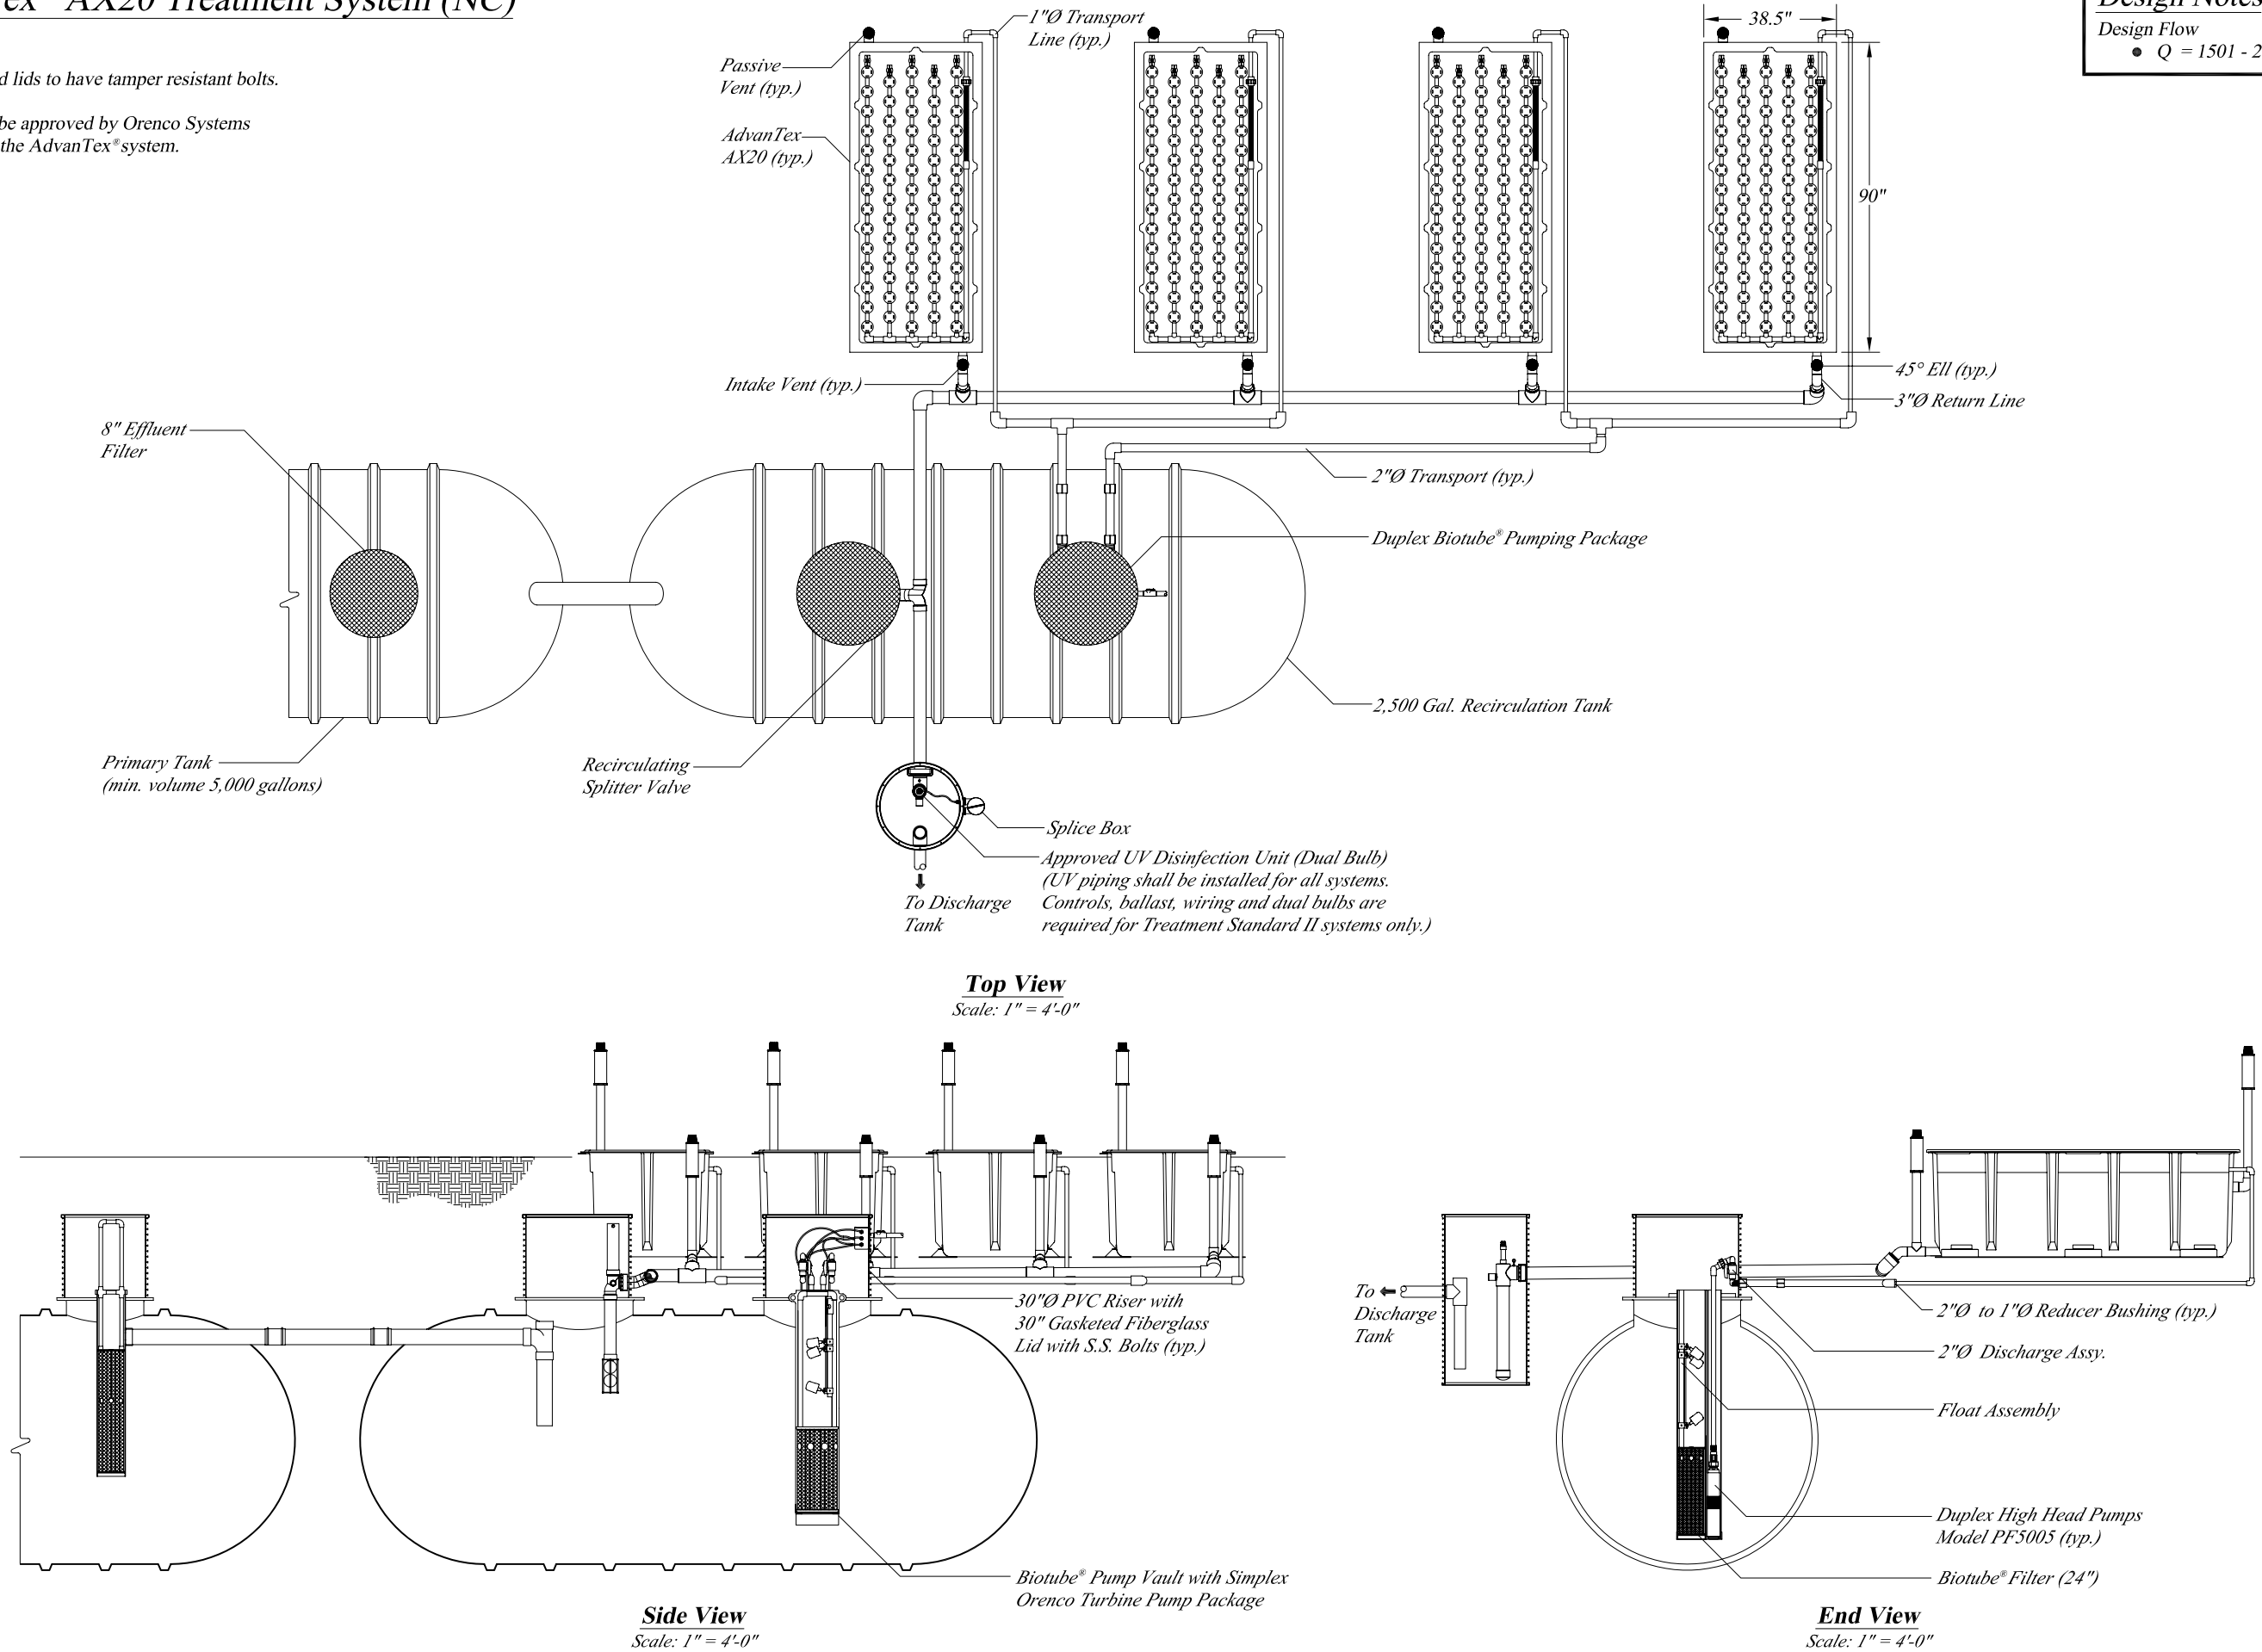 AX20 Treatment System (NC)
lids to have tamper resistant bolts.
be approved by Orenco Systems
the AdvanTex® system.
Design Notes
Design Flow
● Q = 1501 - 2
1"Ø Transport
Line (typ.)
Passive
Vent (typ.)
AdvanTex
AX20 (typ.)
38.5"
90"
Intake Vent (typ.)
45° Ell (typ.)
3"Ø Return Line
8" Effluent
Filter
2"Ø Transport (typ.)
Duplex Biotube® Pumping Package
2,500 Gal. Recirculation Tank
Primary Tank
(min. volume 5,000 gallons)
Recirculating
Splitter Valve
Splice Box
Approved UV Disinfection Unit (Dual Bulb)
(UV piping shall be installed for all systems.
Controls, ballast, wiring and dual bulbs are
required for Treatment Standard II systems only.)
To Discharge
Tank
Top View
Scale: 1" = 4'-0"
30"Ø PVC Riser with
30" Gasketed Fiberglass
Lid with S.S. Bolts (typ.)
Biotube® Pump Vault with Simplex
Orenco Turbine Pump Package
Side View
Scale: 1" = 4'-0"
To
Discharge
Tank
2"Ø to 1"Ø Reducer Bushing (typ.)
2"Ø Discharge Assy.
Float Assembly
Duplex High Head Pumps
Model PF5005 (typ.)
Biotube® Filter (24")
End View
Scale: 1" = 4'-0"